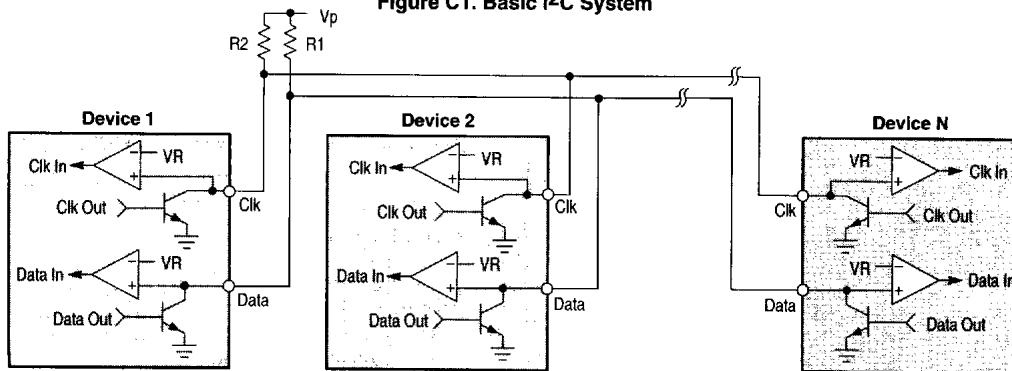 Figure C1. Basic I²C System
Vp
R2
R1
Device 1
Clk In
VR
−
+
Clk Out
Clk
Data In
VR
−
+
Data Out
Data
Device 2
Clk In
VR
−
+
Clk Out
Clk
Data In
VR
−
+
Data Out
Data
Device N
VR
−
+
Clk In
Clk
Clk Out
VR
−
+
Data In
Data
Data Out